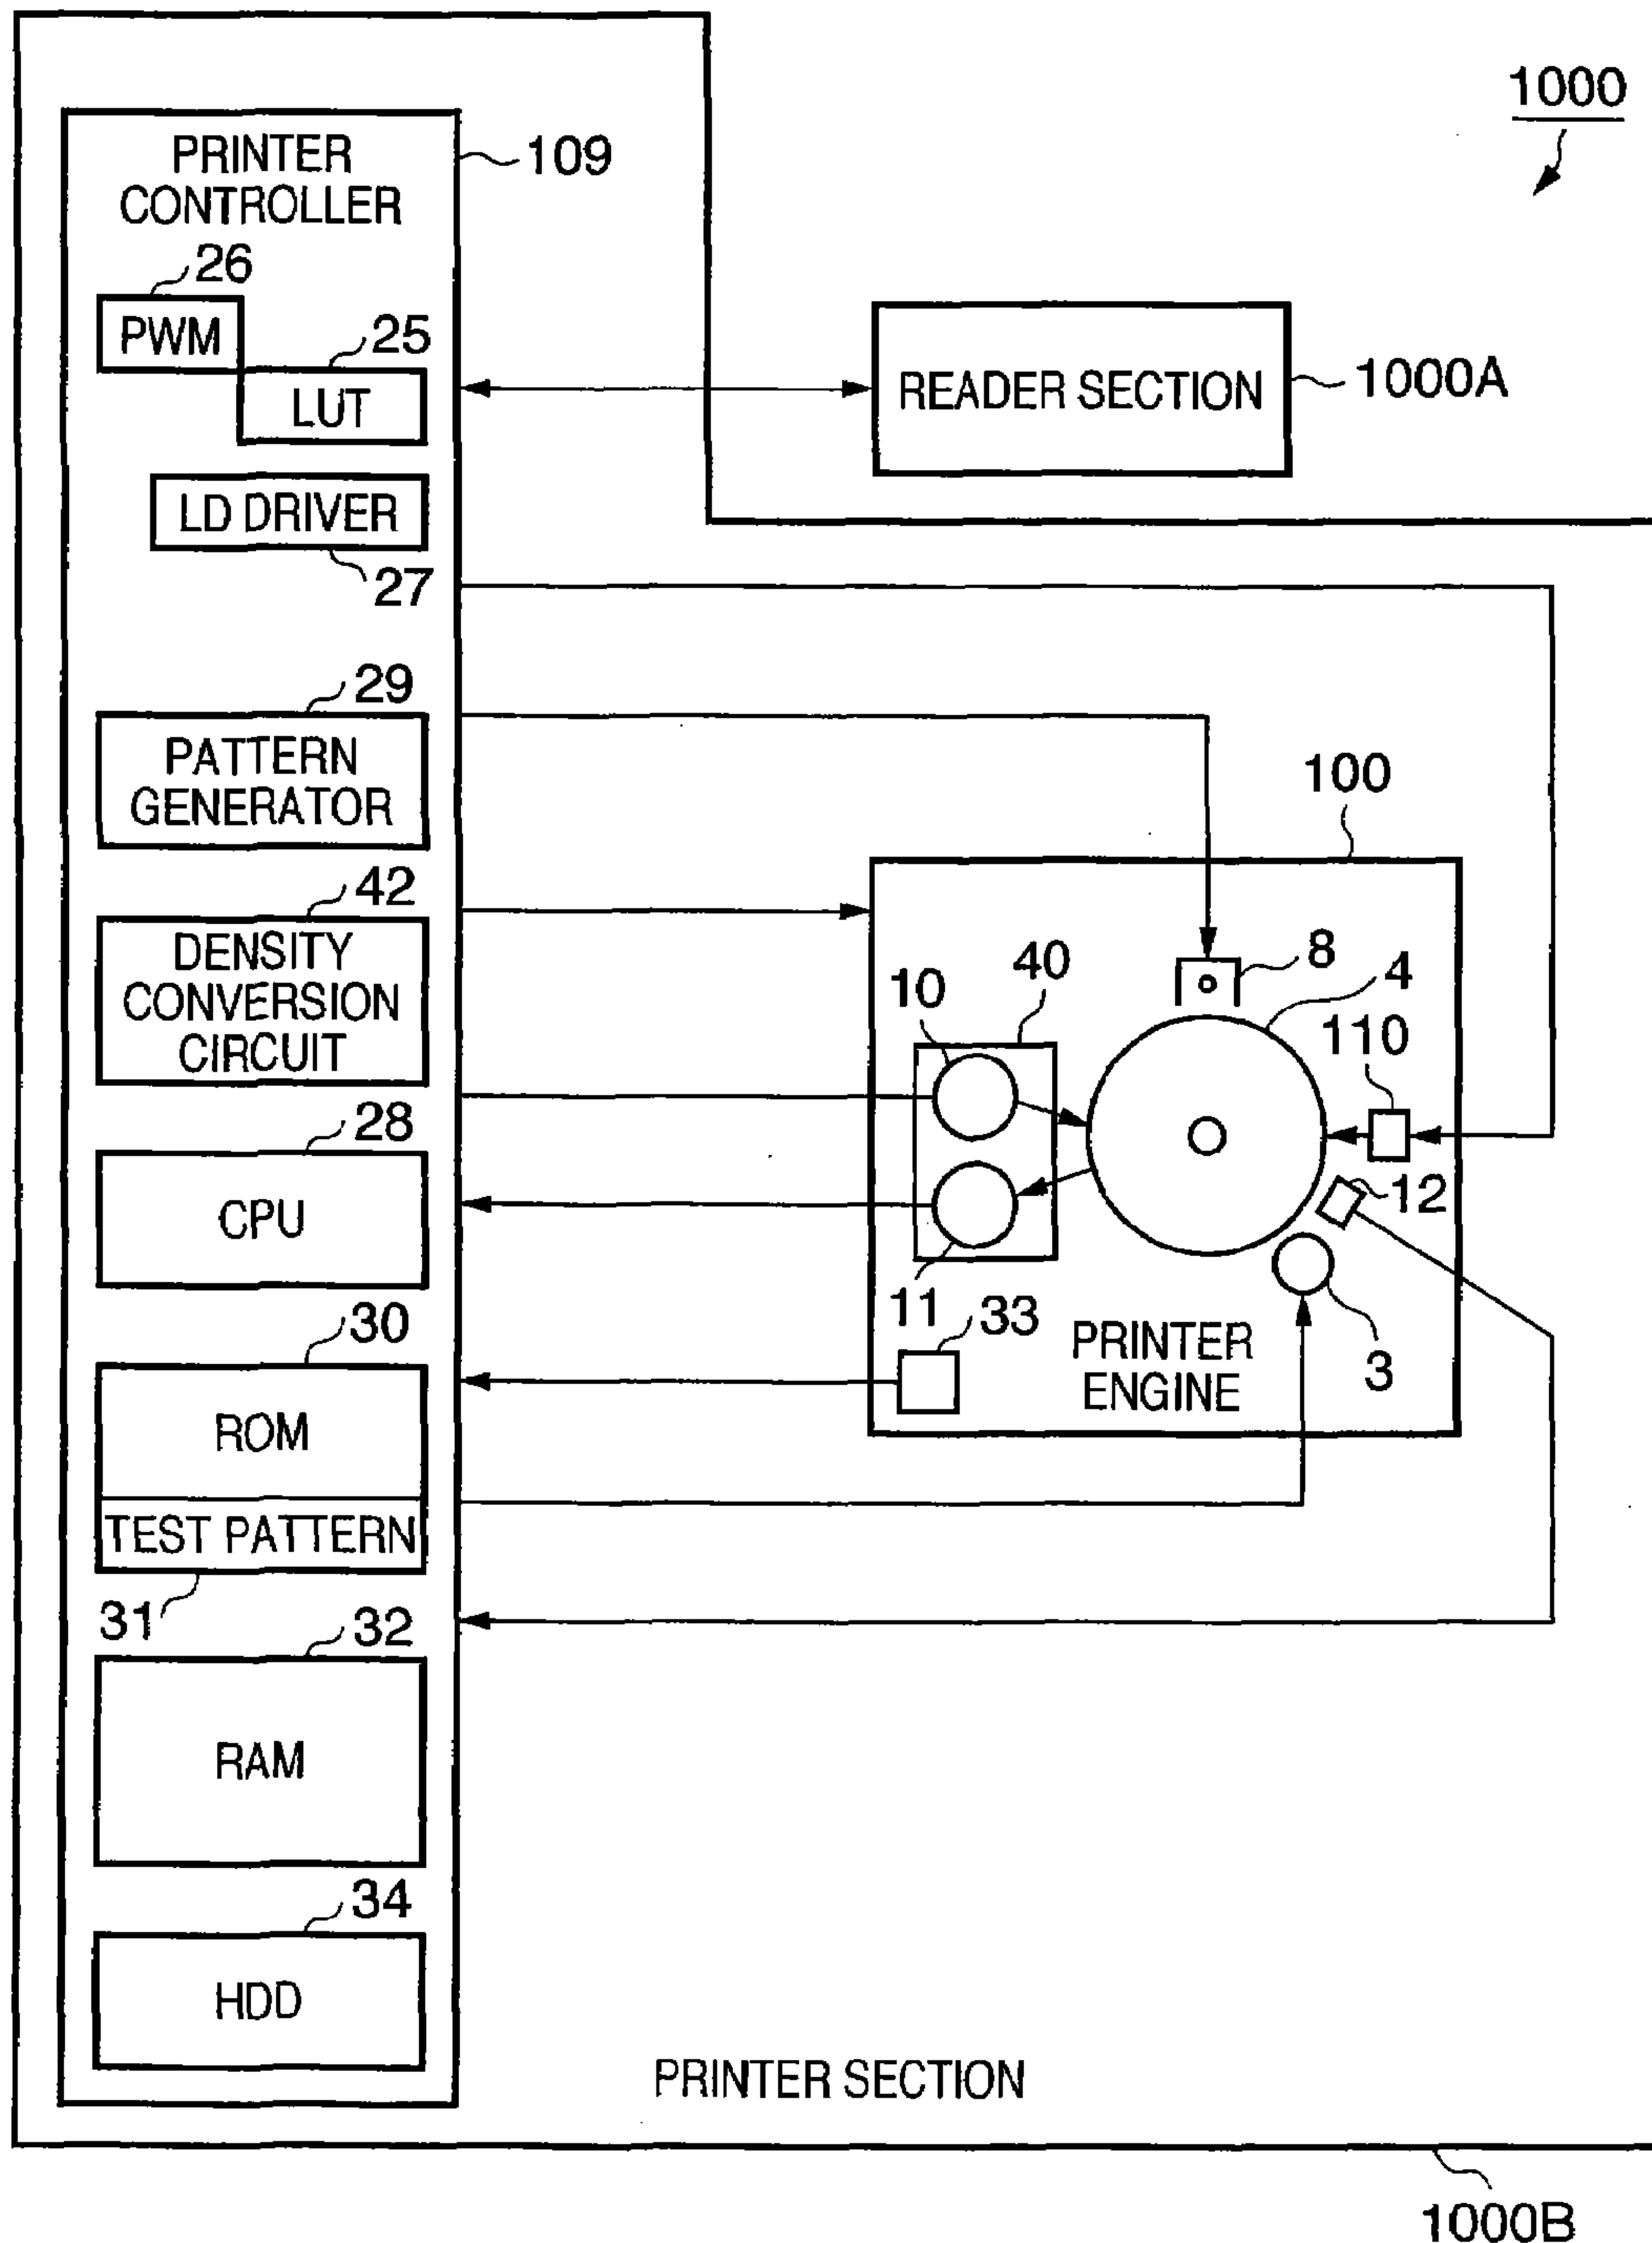 1000
PRINTER
CONTROLLER
109
26
PWM
25
LUT
READER SECTION
1000A
LD DRIVER
27
29
PATTERN
GENERATOR
100
42
DENSITY
CONVERSION
CIRCUIT
8
40
4
10
110
28
CPU
12
11
33
30
ROM
PRINTER
ENGINE
3
TEST PATTERN
31
32
RAM
34
HDD
PRINTER SECTION
1000B